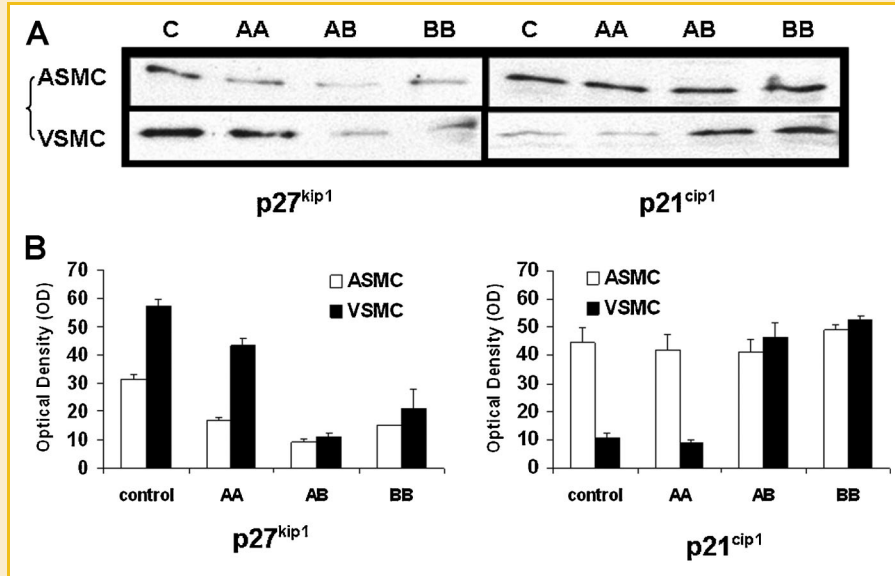 A
C AA AB BB C AA AB BB
ASMC
VSMC
p27kip1 p21cip1
B
Optical Density (OD)
70
60
50
40
30
20
10
0
ASMC
VSMC
control AA AB BB
p27kip1
Optical Density (OD)
70
60
50
40
30
20
10
0
ASMC
VSMC
control AA AB BB
p21cip1